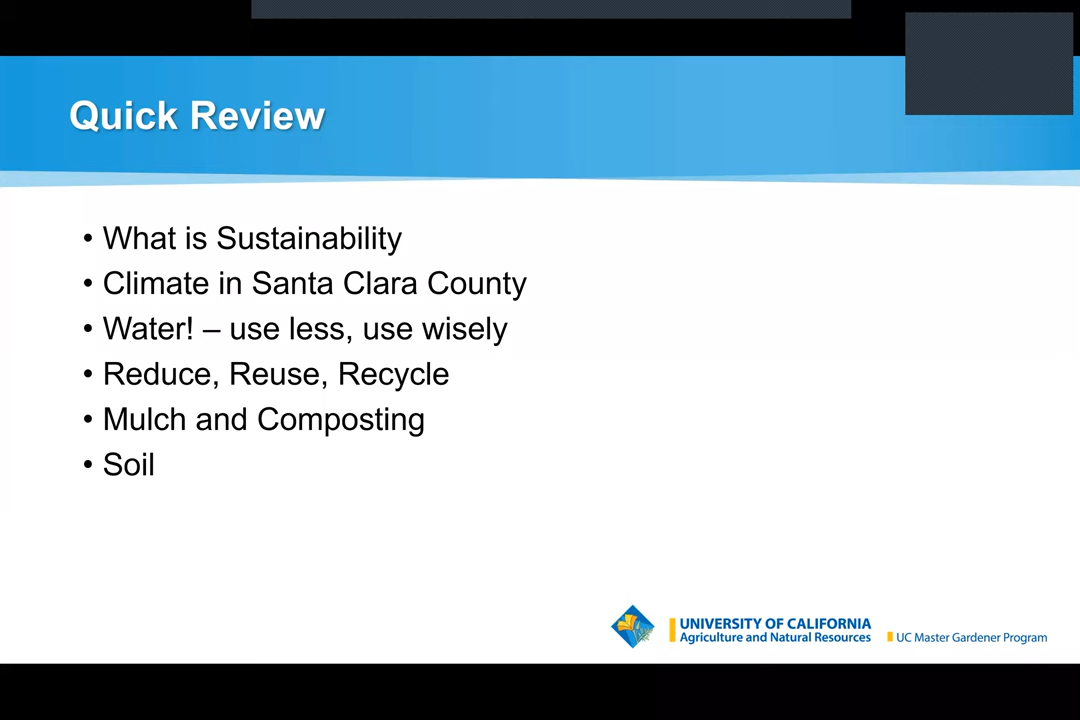 Quick Review
• What is Sustainability
• Climate in Santa Clara County
• Water! – use less, use wisely
• Reduce, Reuse, Recycle
• Mulch and Composting
• Soil
UNIVERSITY OF CALIFORNIA
Agriculture and Natural Resources
UC Master Gardener Program